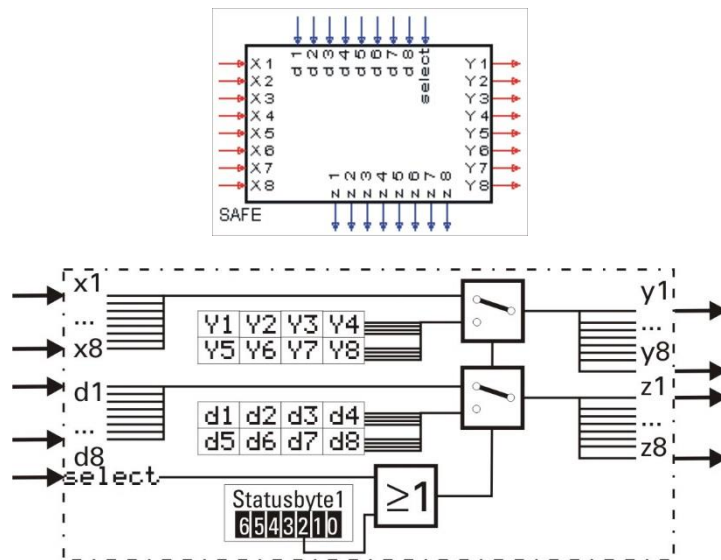 d1 d2 d3 d4 d5 d6 d7 d8 select
X1 Y1
X2 Y2
X3 Y3
X4 Y4
X5 Y5
X6 Y6
X7 Y7
X8 Y8
z1 z2 z3 z4 z5 z6 z7 z8
SAFE
x1 y1
... ...
x8 y8
Y1 Y2 Y3 Y4
Y5 Y6 Y7 Y8
d1 z1
... ...
d8 z8
d1 d2 d3 d4
d5 d6 d7 d8
select
≥1
Statusbyte1
6543210